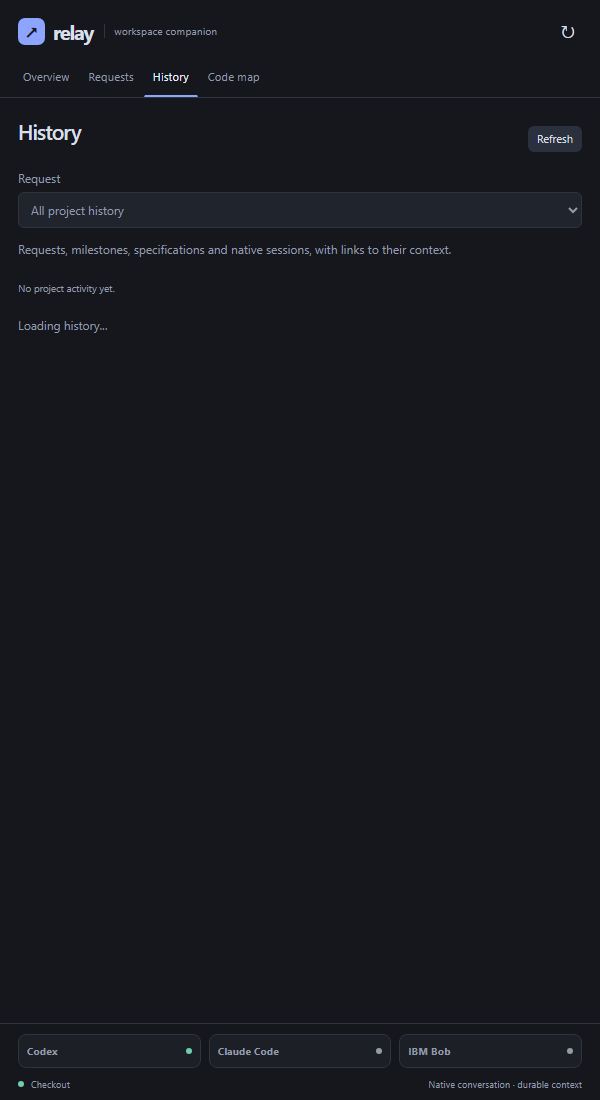 relay workspace companion
Overview Requests History Code map
History
Refresh
Request
All project history
Requests, milestones, specifications and native sessions, with links to their context.
No project activity yet.
Loading history...
Codex Claude Code IBM Bob
Checkout Native conversation · durable context